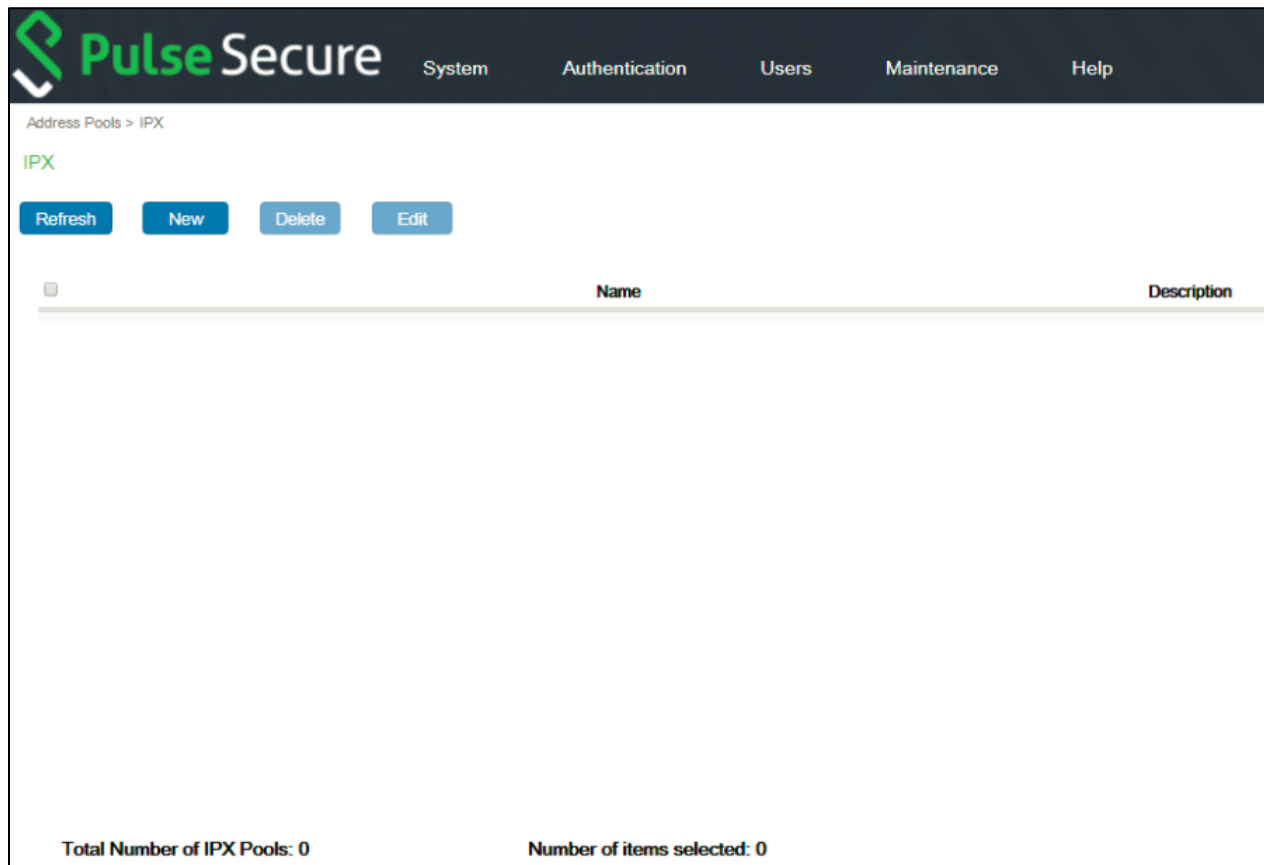 Pulse Secure System Authentication Users Maintenance Help
Address Pools > IPX
IPX
Refresh New Delete Edit
Name Description
Total Number of IPX Pools: 0 Number of items selected: 0